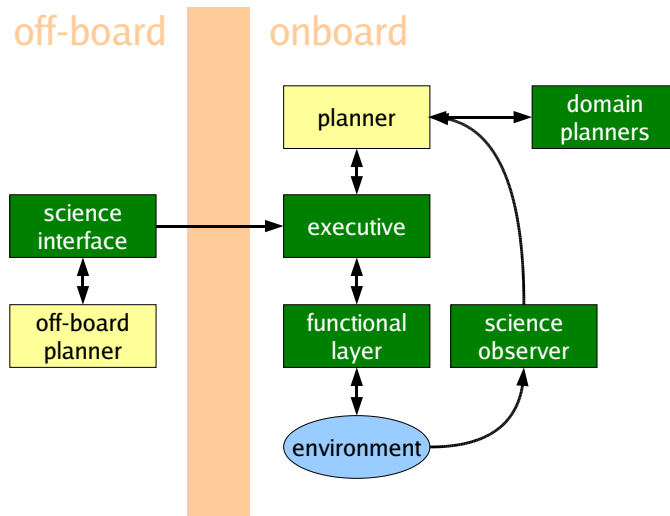 off-board
onboard
planner
domain
planners
science
interface
executive
off-board
planner
functional
layer
science
observer
environment